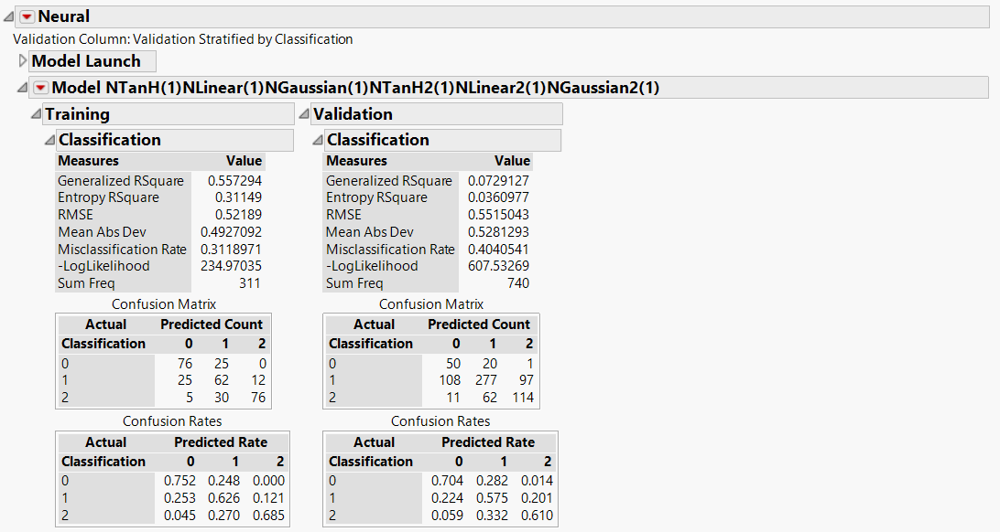 Neural
Validation Column: Validation Stratified by Classification
Model Launch
Model NTanH(1)NLinear(1)NGaussian(1)NTanH2(1)NLinear2(1)NGaussian2(1)
Training
Classification
Measures Value
Generalized RSquare 0.557294
Entropy RSquare 0.31149
RMSE 0.52189
Mean Abs Dev 0.4927092
Misclassification Rate 0.3118971
-LogLikelihood 234.97035
Sum Freq 311
Confusion Matrix
Actual Predicted Count
Classification 0 1 2
0 76 25 0
1 25 62 12
2 5 30 76
Confusion Rates
Actual Predicted Rate
Classification 0 1 2
0 0.752 0.248 0.000
1 0.253 0.626 0.121
2 0.045 0.270 0.685
Validation
Classification
Measures Value
Generalized RSquare 0.0729127
Entropy RSquare 0.0360977
RMSE 0.5515043
Mean Abs Dev 0.5281293
Misclassification Rate 0.4040541
-LogLikelihood 607.53269
Sum Freq 740
Confusion Matrix
Actual Predicted Count
Classification 0 1 2
0 50 20 1
1 108 277 97
2 11 62 114
Confusion Rates
Actual Predicted Rate
Classification 0 1 2
0 0.704 0.282 0.014
1 0.224 0.575 0.201
2 0.059 0.332 0.610